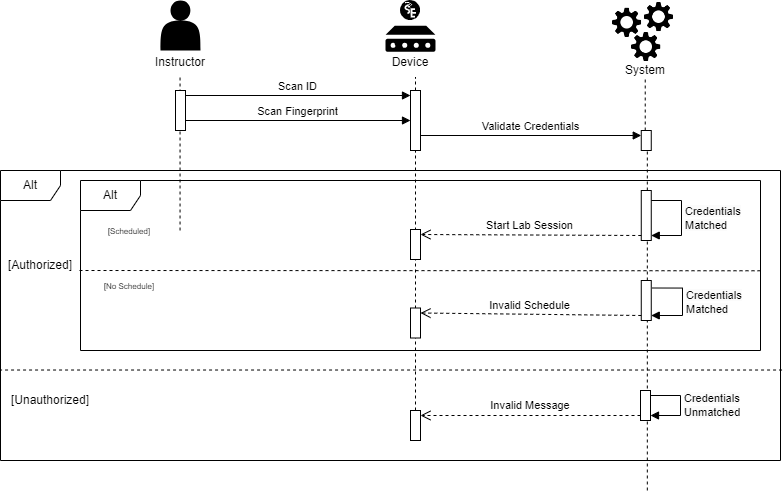 Instructor
Device
System
Scan ID
Scan Fingerprint
Validate Credentials
Alt
Alt
[Scheduled]
Start Lab Session
Credentials
Matched
[Authorized]
[No Schedule]
Invalid Schedule
Credentials
Matched
[Unauthorized]
Invalid Message
Credentials
Unmatched